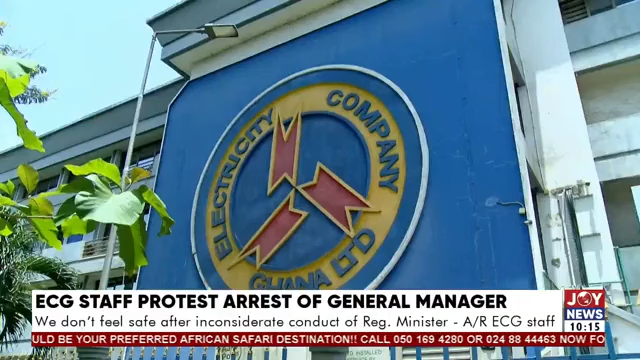 ELECTRICITY COMPANY
GHANA LTD
ECG STAFF PROTEST ARREST OF GENERAL MANAGER
We don't feel safe after inconsiderate conduct of Reg. Minister - A/R ECG staff
JOY
NEWS
10:15
ULD BE YOUR PREFERRED AFRICAN SAFARI DESTINATION!! CALL 050 169 4280 OR 024 88 44463 NOW FO